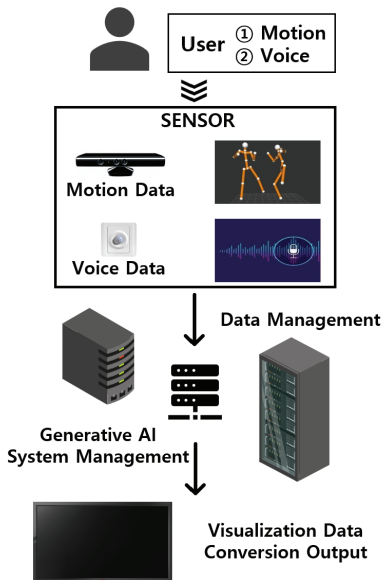 User
① Motion
② Voice
SENSOR
Motion Data
Voice Data
Data Management
Generative AI
System Management
Visualization Data
Conversion Output